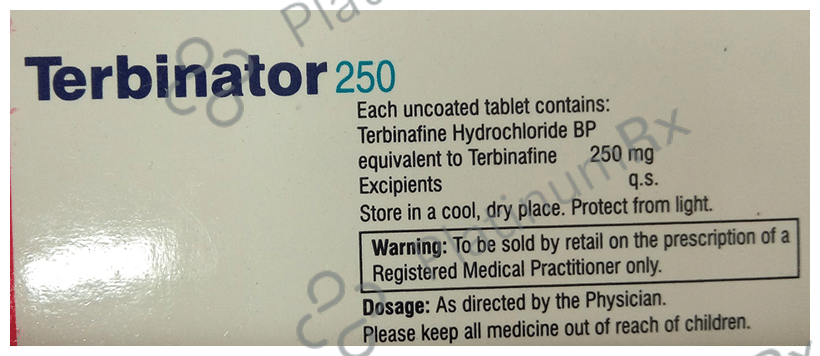 Terbinator 250
Each uncoated tablet contains:
Terbinafine Hydrochloride BP
equivalent to Terbinafine 250 mg
Excipients q.s.
Store in a cool, dry place. Protect from light.
Warning: To be sold by retail on the prescription of a
Registered Medical Practitioner only.
Dosage: As directed by the Physician.
Please keep all medicine out of reach of children.
PlatinumRx